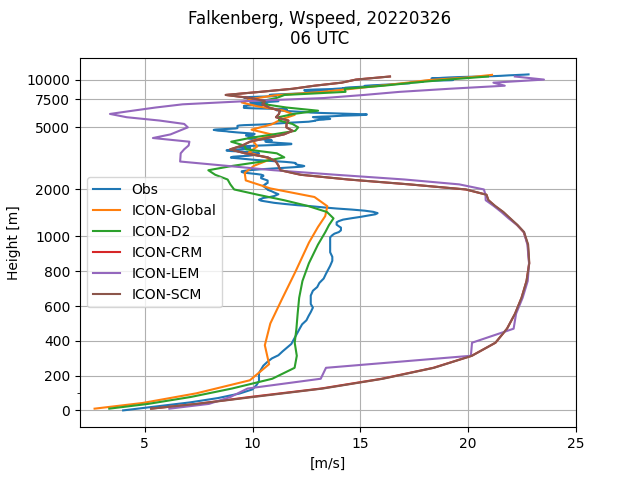 Falkenberg, Wspeed, 20220326
06 UTC
10000
7500
5000
2000
1000
800
600
400
200
0
Height [m]
Obs
ICON-Global
ICON-D2
ICON-CRM
ICON-LEM
ICON-SCM
5
10
15
20
25
[m/s]